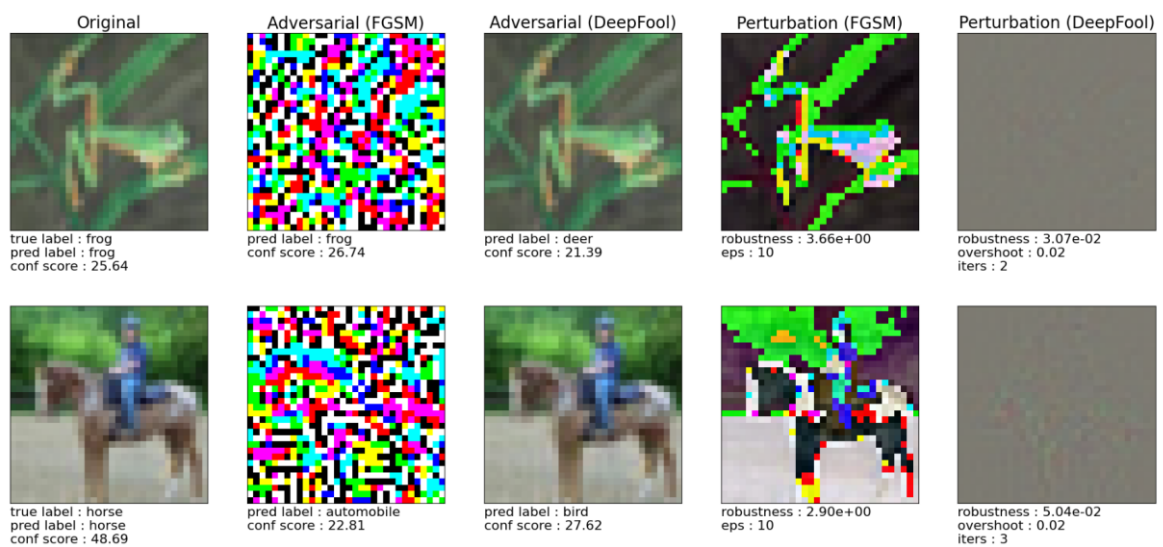 Original
Adversarial (FGSM)
Adversarial (DeepFool)
Perturbation (FGSM)
Perturbation (DeepFool)
true label : frog
pred label : frog
conf score : 25.64
pred label : frog
conf score : 26.74
pred label : deer
conf score : 21.39
robustness : 3.66e+00
eps : 10
robustness : 3.07e-02
overshoot : 0.02
iters : 2
true label : horse
pred label : horse
conf score : 48.69
pred label : automobile
conf score : 22.81
pred label : bird
conf score : 27.62
robustness : 2.90e+00
eps : 10
robustness : 5.04e-02
overshoot : 0.02
iters : 3